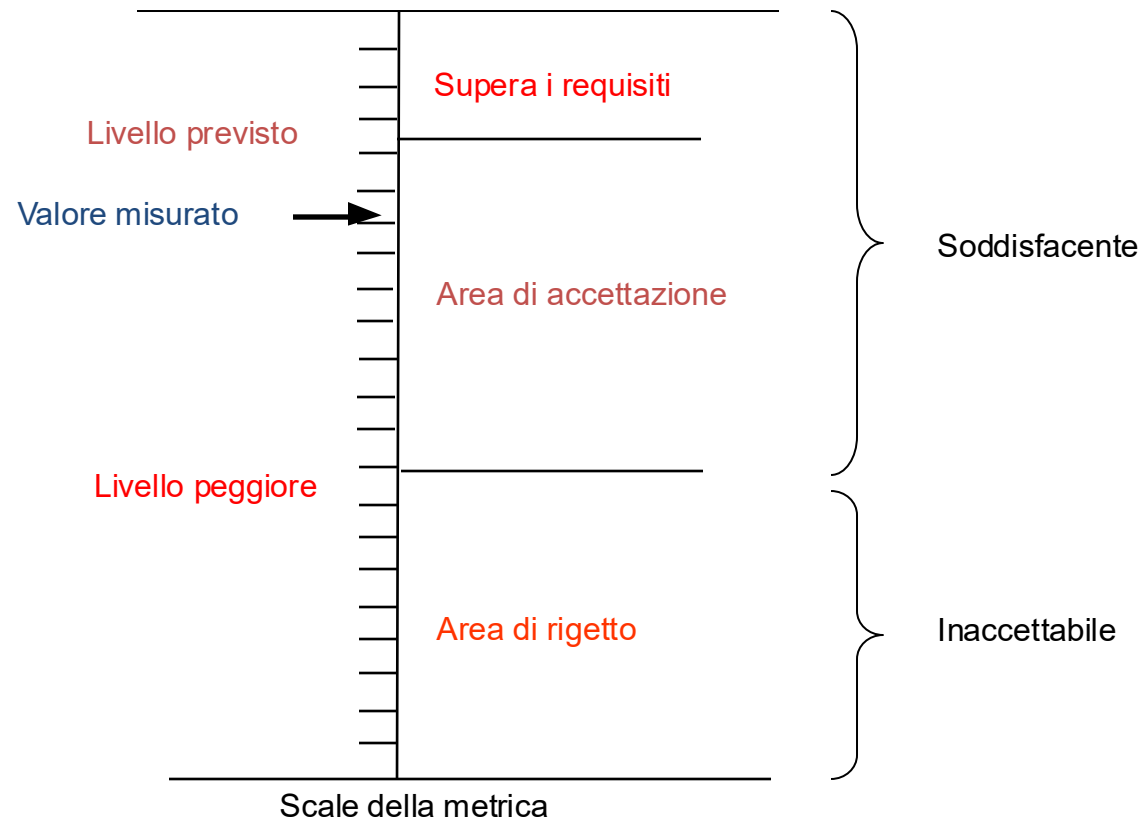 Supera i requisiti
Livello previsto
Valore misurato
Soddisfacente
Area di accettazione
Livello peggiore
Area di rigetto
Inaccettabile
Scale della metrica